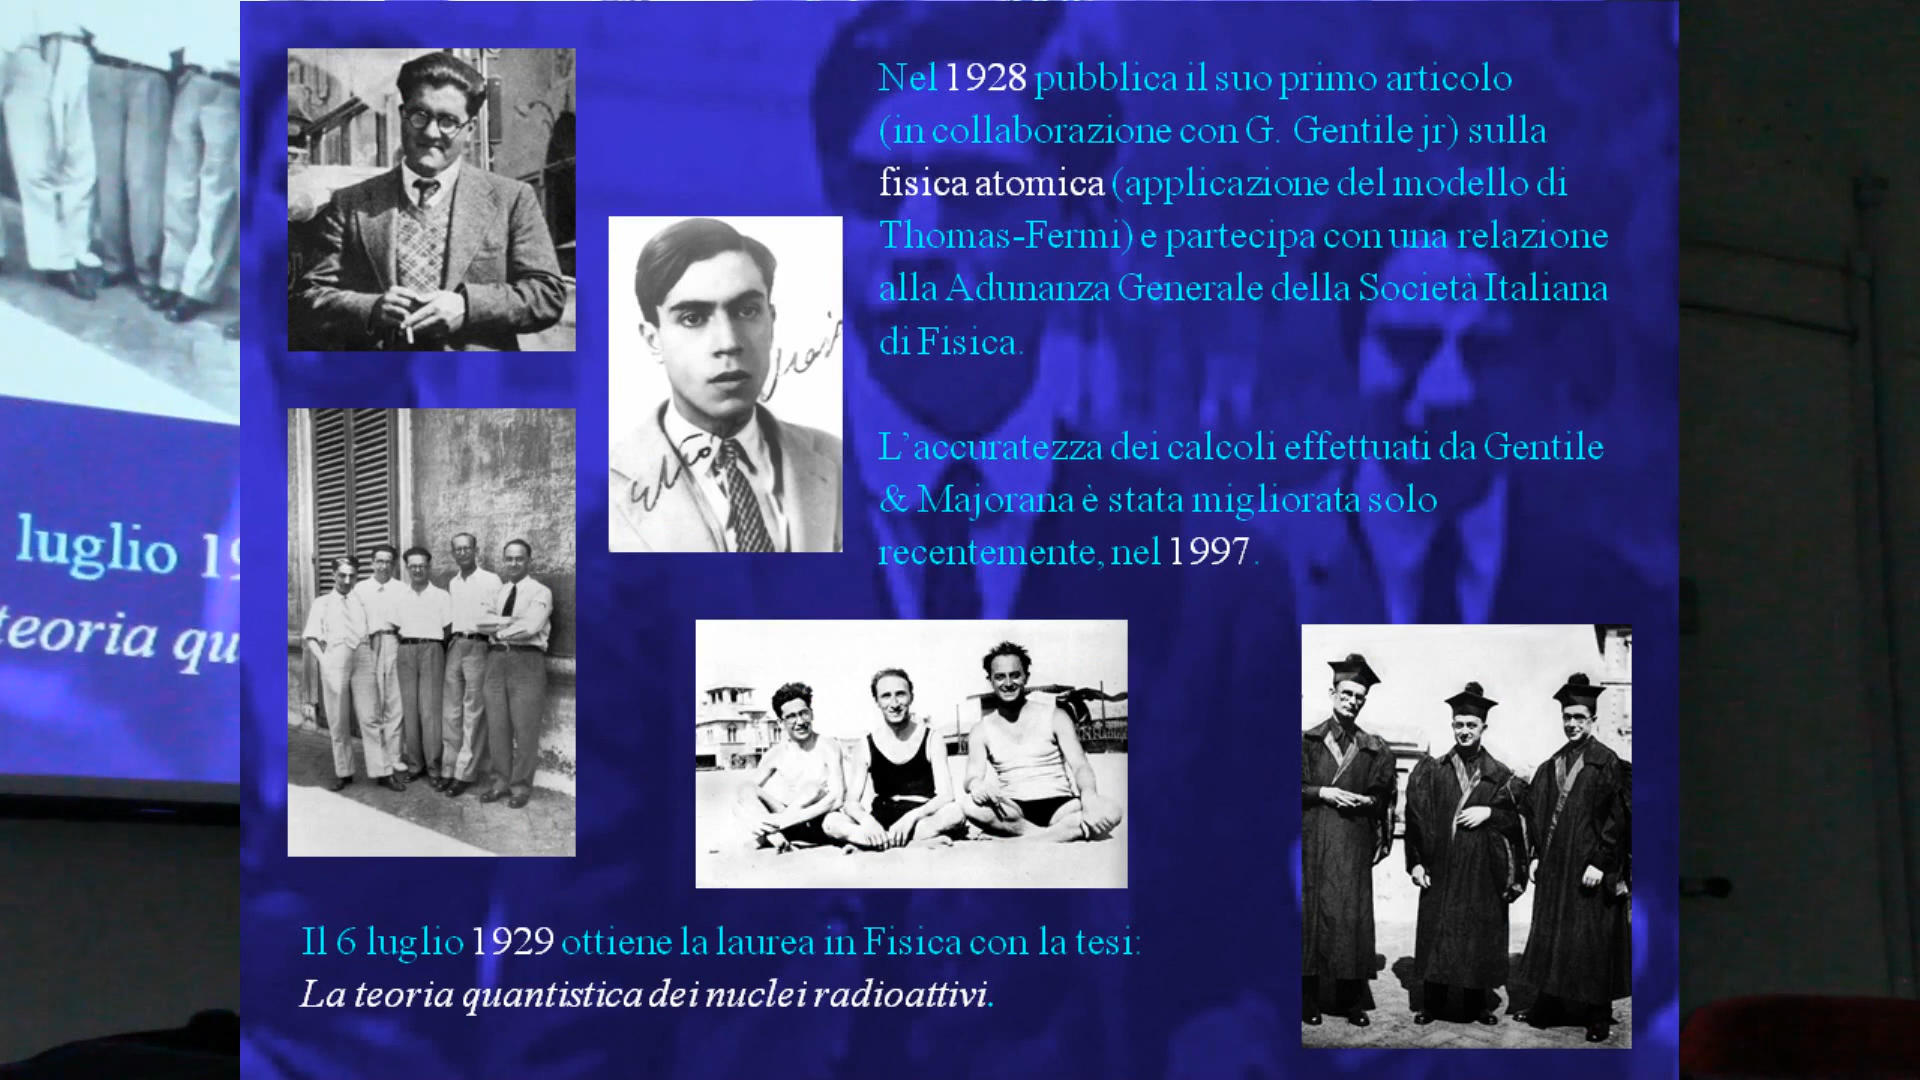 Nel 1928 pubblica il suo primo articolo
(in collaborazione con G. Gentile jr) sulla
fisica atomica (applicazione del modello di
Thomas-Fermi) e partecipa con una relazione
alla Adunanza Generale della Società Italiana
di Fisica.
L'accuratezza dei calcoli effettuati da Gentile
& Majorana è stata migliorata solo
recentemente, nel 1997.
Il 6 luglio 1929 ottiene la laurea in Fisica con la tesi:
La teoria quantistica dei nuclei radioattivi.
luglio 19
teoria qu